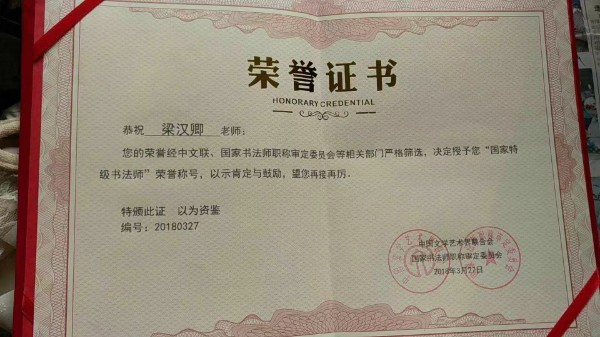 荣誉证书
HONORARY CREDENTIAL
恭祝 梁汉卿 老师：
您的荣誉经中文联、国家书法师职称审定委员会等相关部门严格筛选，决定授予您“国家特
级书法师”荣誉称号，以示肯定与鼓励，望您再接再厉。
特颁此证 以为资鉴
编号：20180327
中国文学艺术界联合会
国家书法师职称审定委员会
2018年3月27日